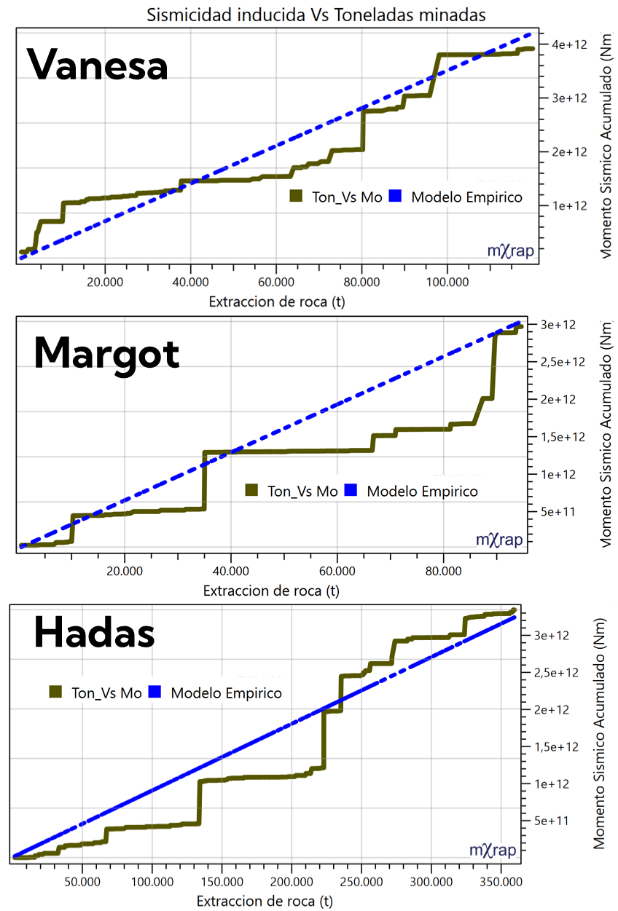 Sismicidad inducida Vs Toneladas minadas
Vanesa
4e+12
3e+12
2e+12
1e+12
Momento Sismico Acumulado (Nm
Ton_Vs Mo Modelo Empirico
mXrap
20.000 40.000 60.000 80.000 100.000
Extraccion de roca (t)
Margot
3e+12
2,5e+12
2e+12
1,5e+12
1e+12
5e+11
Momento Sismico Acumulado (Nm
Ton_Vs Mo Modelo Empirico
mXrap
20.000 40.000 60.000 80.000
Extraccion de roca (t)
Hadas
Ton_Vs Mo Modelo Empirico
3e+12
2,5e+12
2e+12
1,5e+12
1e+12
5e+11
Momento Sismico Acumulado (Nm)
mXrap
50.000 100.000 150.000 200.000 250.000 300.000 350.000
Extraccion de roca (t)